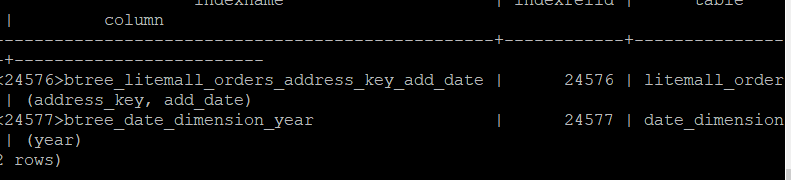 indexname | indexrelid | table
| column
-------------------------------------------------+------------+---------------
-+-------------------------
<24576>btree_litemall_orders_address_key_add_date | 24576 | litemall_order
| (address_key, add_date)
<24577>btree_date_dimension_year | 24577 | date_dimension
| (year)
2 rows)